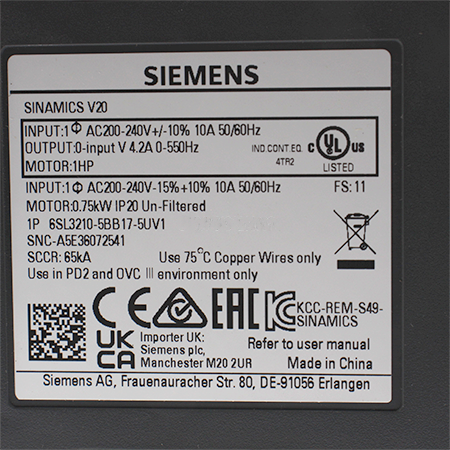 SIEMENS
SINAMICS V20
INPUT:1Φ AC200-240V+/-10% 10A 50/60Hz
OUTPUT:0-input V 4.2A 0-550Hz
MOTOR:1HP
IND.CONT.EQ.
4TR2
C UL US
LISTED
INPUT:1Φ AC200-240V-15%+10% 10A 50/60Hz
FS:11
MOTOR:0.75kW IP20 Un-Filtered
1P 6SL3210-5BB17-5UV1
SNC-A5E36072541
SCCR: 65kA
Use 75°C Copper Wires only
Use in PD2 and OVC III environment only
CE
EAC
KC
KCC-REM-S49-
SINAMICS
UK
CA
Importer UK:
Siemens plc,
Manchester M20 2UR
Refer to user manual
Made in China
Siemens AG, Frauenauracher Str. 80, DE-91056 Erlangen